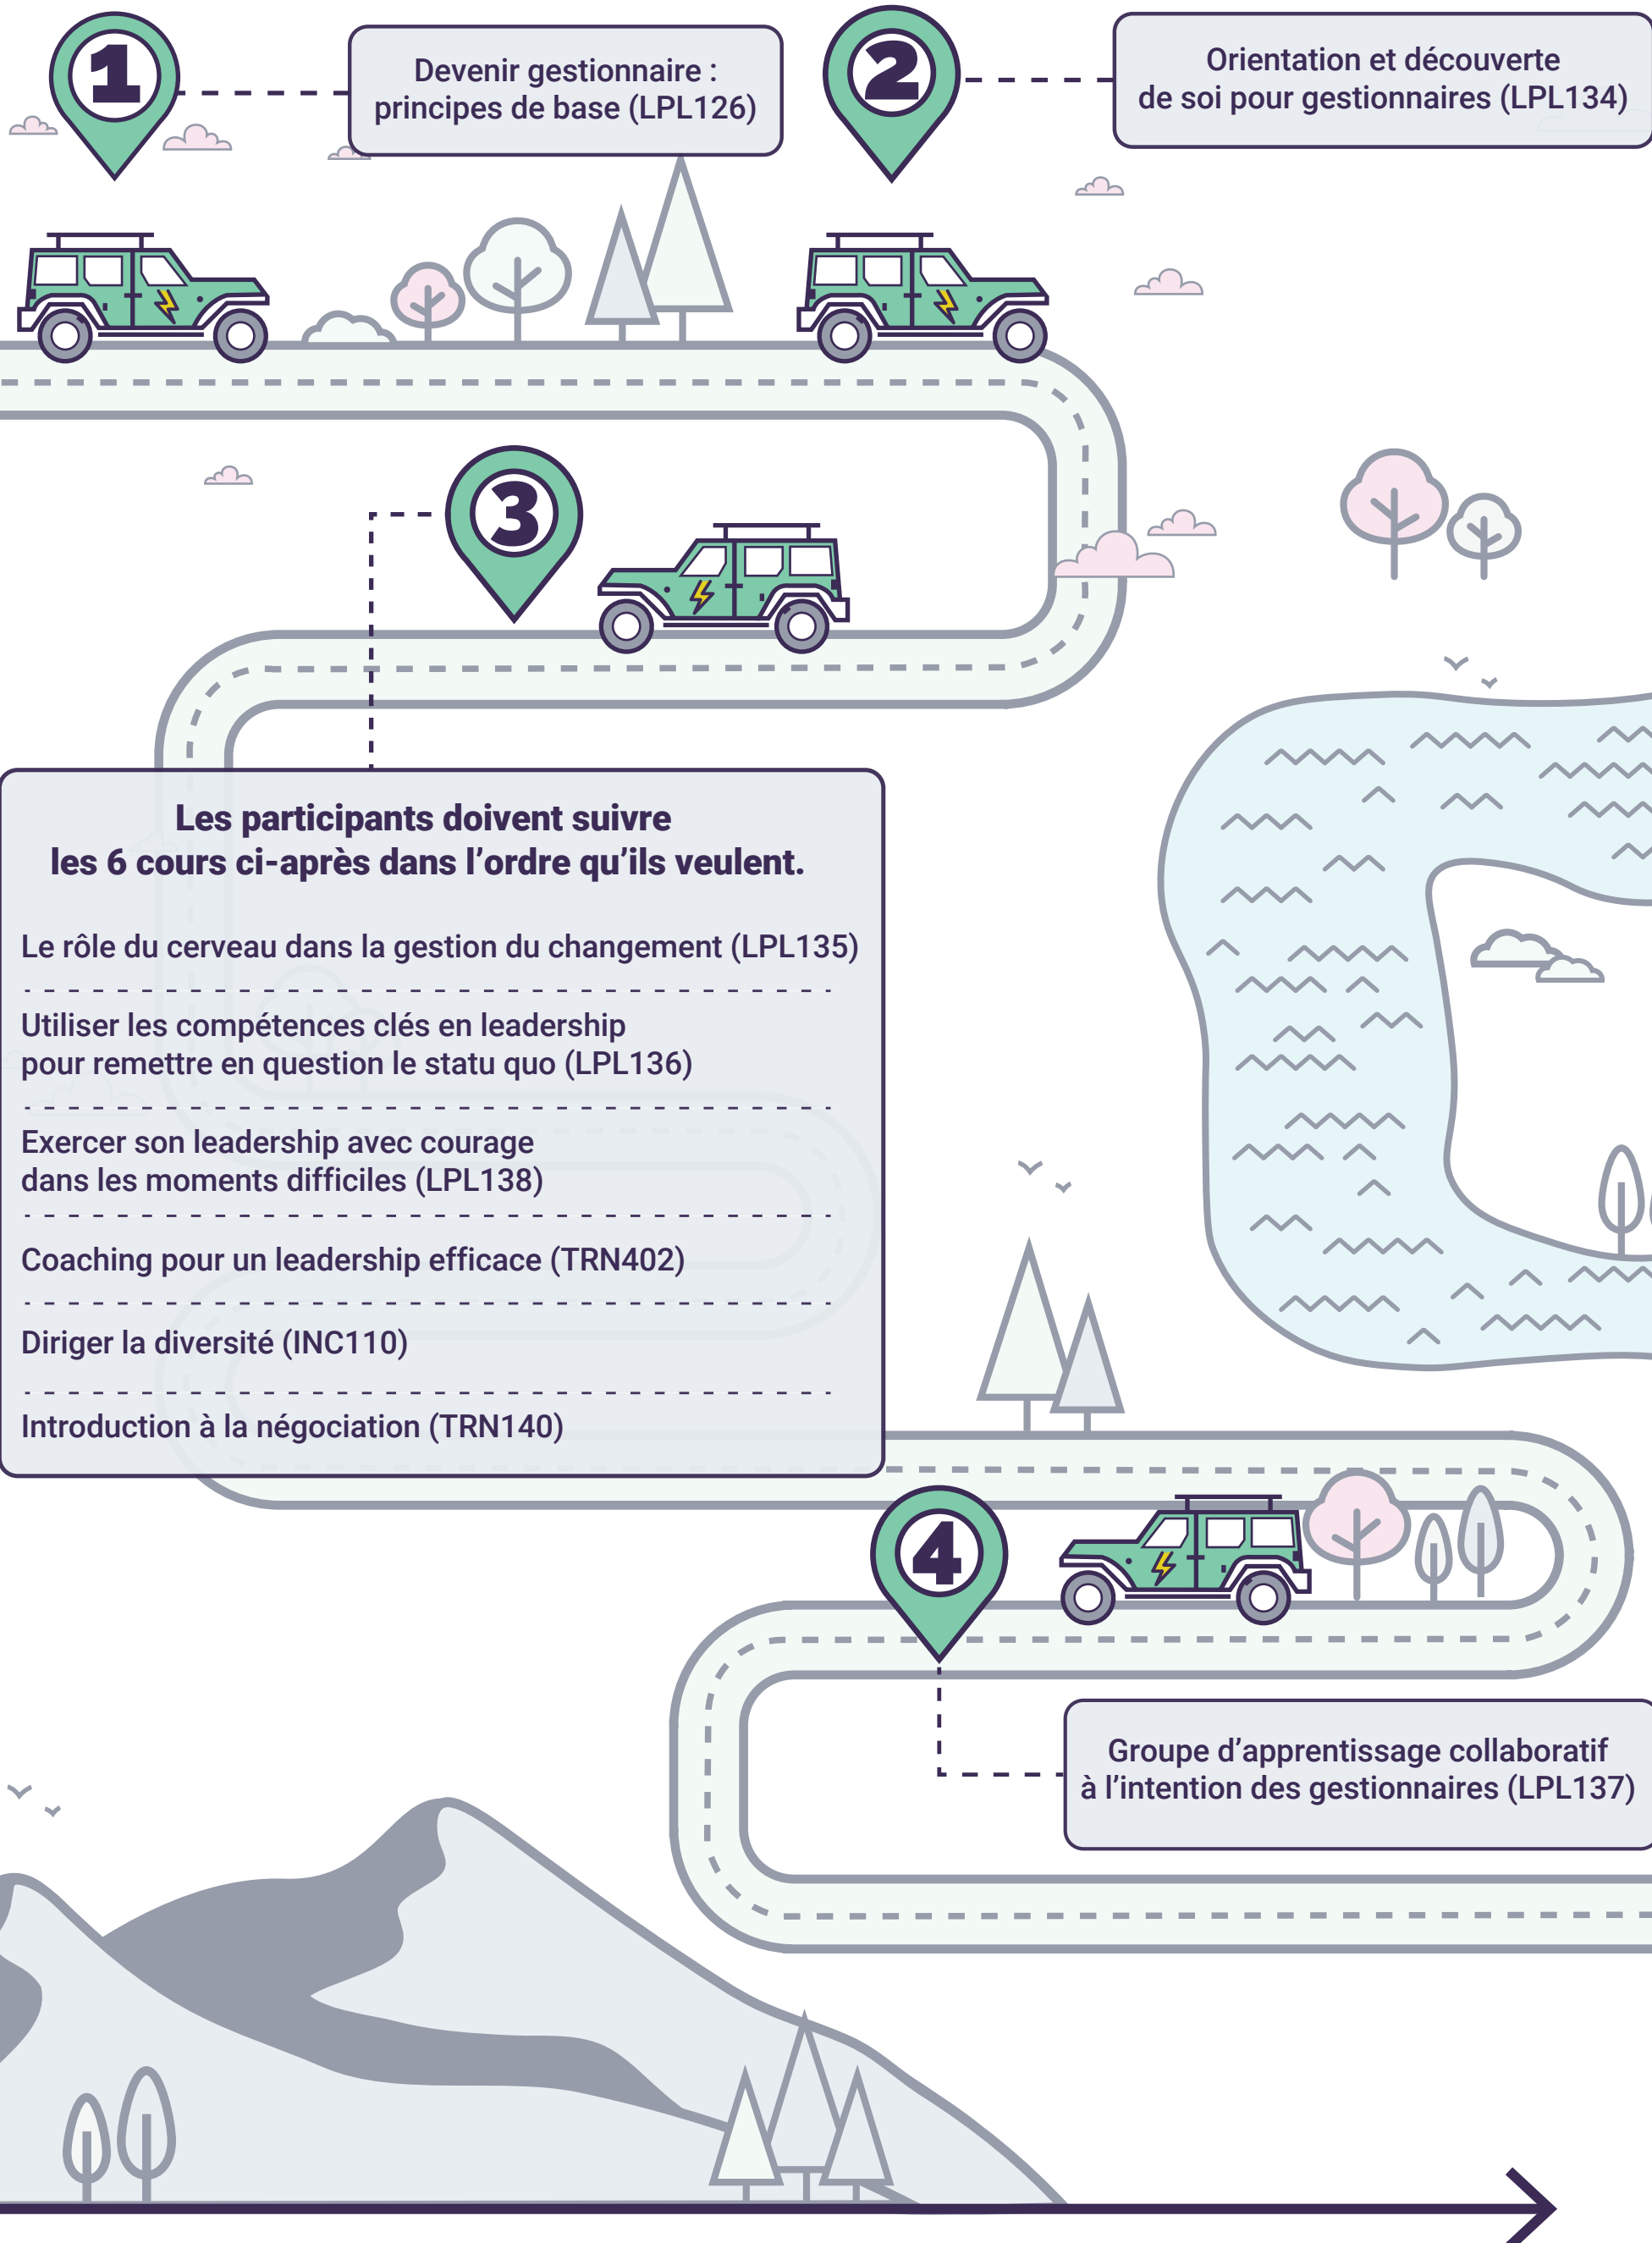 1
Devenir gestionnaire :
principes de base (LPL126)
2
Orientation et découverte
de soi pour gestionnaires (LPL134)
3
Les participants doivent suivre
les 6 cours ci-après dans l’ordre qu’ils veulent.
Le rôle du cerveau dans la gestion du changement (LPL135)
Utiliser les compétences clés en leadership
pour remettre en question le statu quo (LPL136)
Exercer son leadership avec courage
dans les moments difficiles (LPL138)
Coaching pour un leadership efficace (TRN402)
Diriger la diversité (INC110)
Introduction à la négociation (TRN140)
4
Groupe d’apprentissage collaboratif
à l’intention des gestionnaires (LPL137)